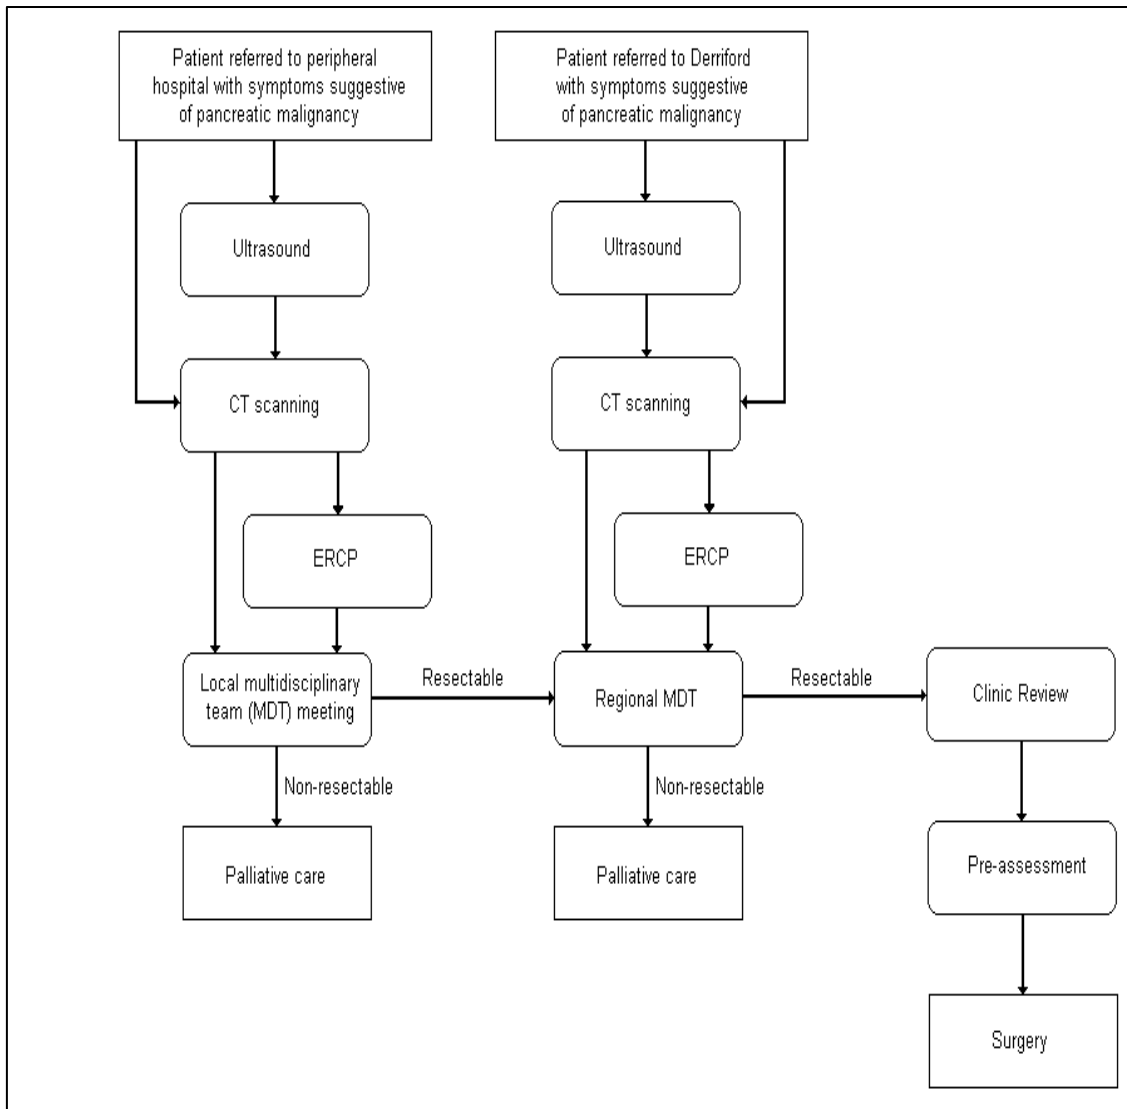 Patient referred to peripheral
hospital with symptoms suggestive
of pancreatic malignancy
Patient referred to Derriford
with symptoms suggestive
of pancreatic malignancy
Ultrasound
Ultrasound
CT scanning
CT scanning
ERCP
ERCP
Local multidisciplinary
team (MDT) meeting
Resectable
Regional MDT
Resectable
Clinic Review
Non-resectable
Non-resectable
Palliative care
Palliative care
Pre-assessment
Surgery